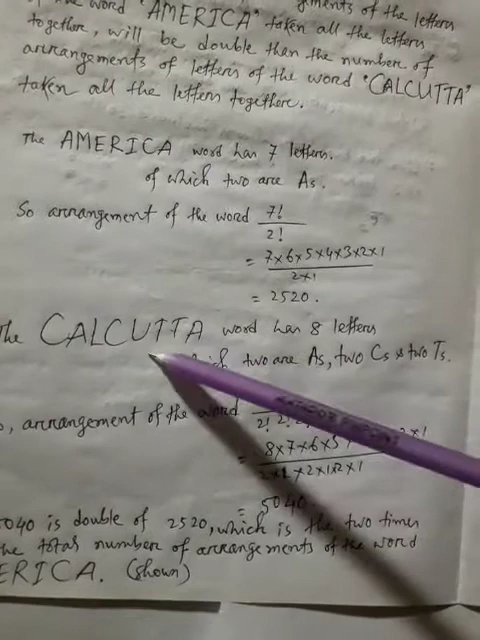 the word "AMERICA" taken all the letters
together, will be double than the number of
arrangements of letters of the word "CALCUTTA"
taken all the letters together.
The AMERICA word has 7 letters.
of which two are As.
So arrangement of the word 7!/2!
= 7×6×5×4×3×2×1/2×1
= 2520.
The CALCUTTA word has 8 letters
which two are As, two Cs & two Ts.
arrangement of the word
2! 2!
= 8×7×6×5 2×1
= 5040.
5040 is double of 2520, which is the two times
the total number of arrangements of the word
ERICA. (shown)